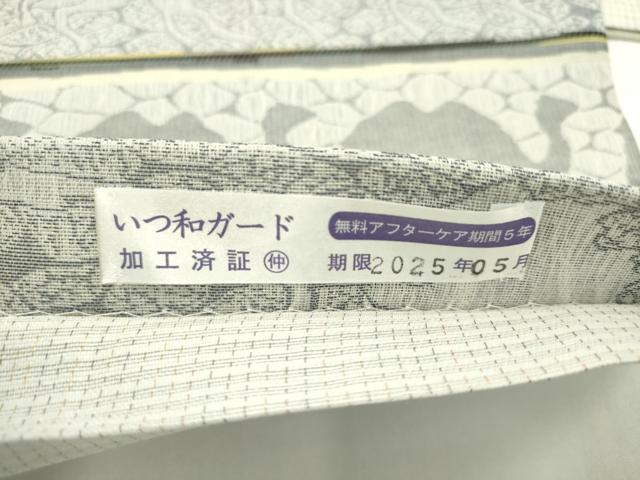 いつ和ガード
無料アフターケア期間5年
加工済証㊥
期限2025年05月